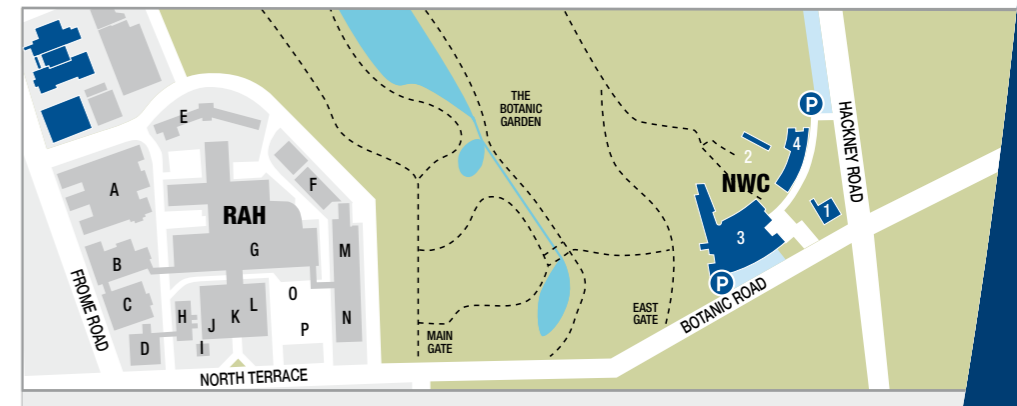 THE
BOTANIC
GARDEN
P
HACKNEY ROAD
E
4
2
A
F
NWC
RAH
1
3
M
G
B
P
FROME ROAD
C
O
L
H
K
J
P
N
EAST
GATE
BOTANIC ROAD
D
I
MAIN
GATE
NORTH TERRACE